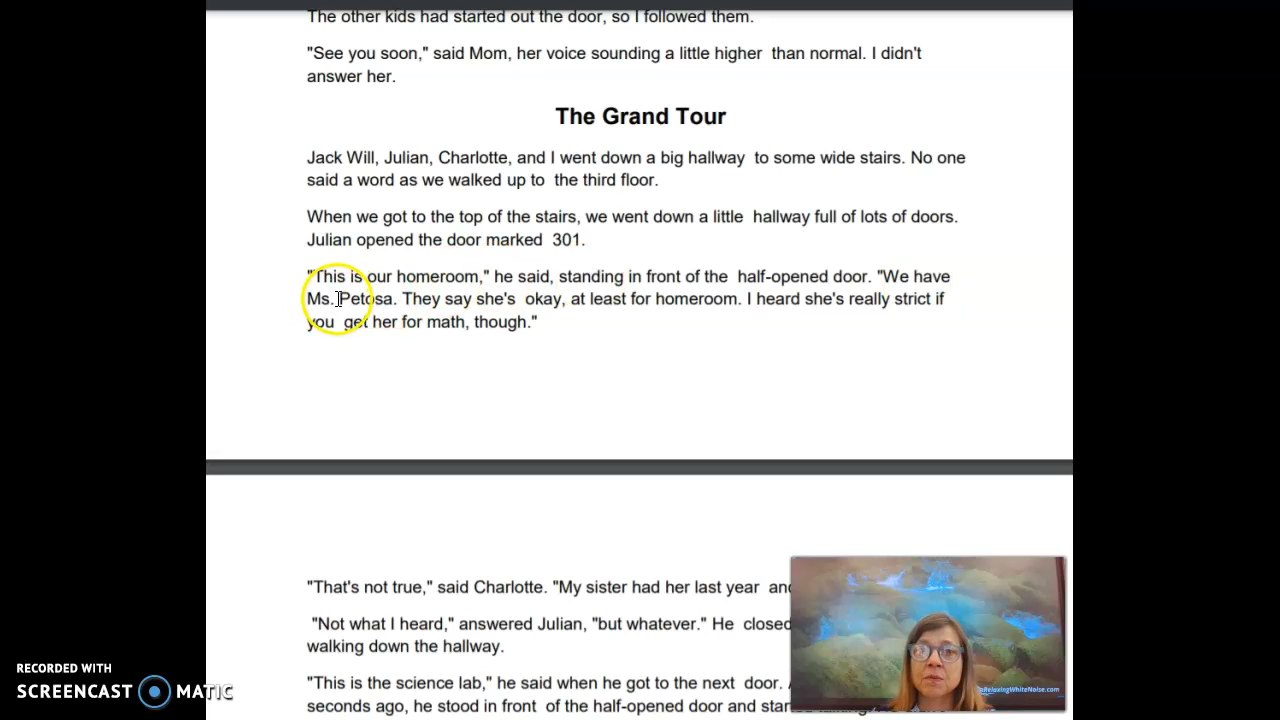 The other kids had started out the door, so I followed them.
"See you soon," said Mom, her voice sounding a little higher  than normal. I didn't
answer her.
The Grand Tour
Jack Will, Julian, Charlotte, and I went down a big hallway  to some wide stairs. No one
said a word as we walked up to  the third floor.
When we got to the top of the stairs, we went down a little  hallway full of lots of doors.
Julian opened the door marked  301.
"This is our homeroom," he said, standing in front of the  half-opened door. "We have
Ms. Petosa. They say she's  okay, at least for homeroom. I heard she's really strict if
you  get her for math, though."
"That's not true," said Charlotte. "My sister had her last year
"Not what I heard," answered Julian, "but whatever." He  closed
walking down the hallway.
"This is the science lab," he said when he got to the next  door.
seconds ago, he stood in front  of the half-opened door and
RelaxingWhiteNoise.com
RECORDED WITH
SCREENCAST MATIC